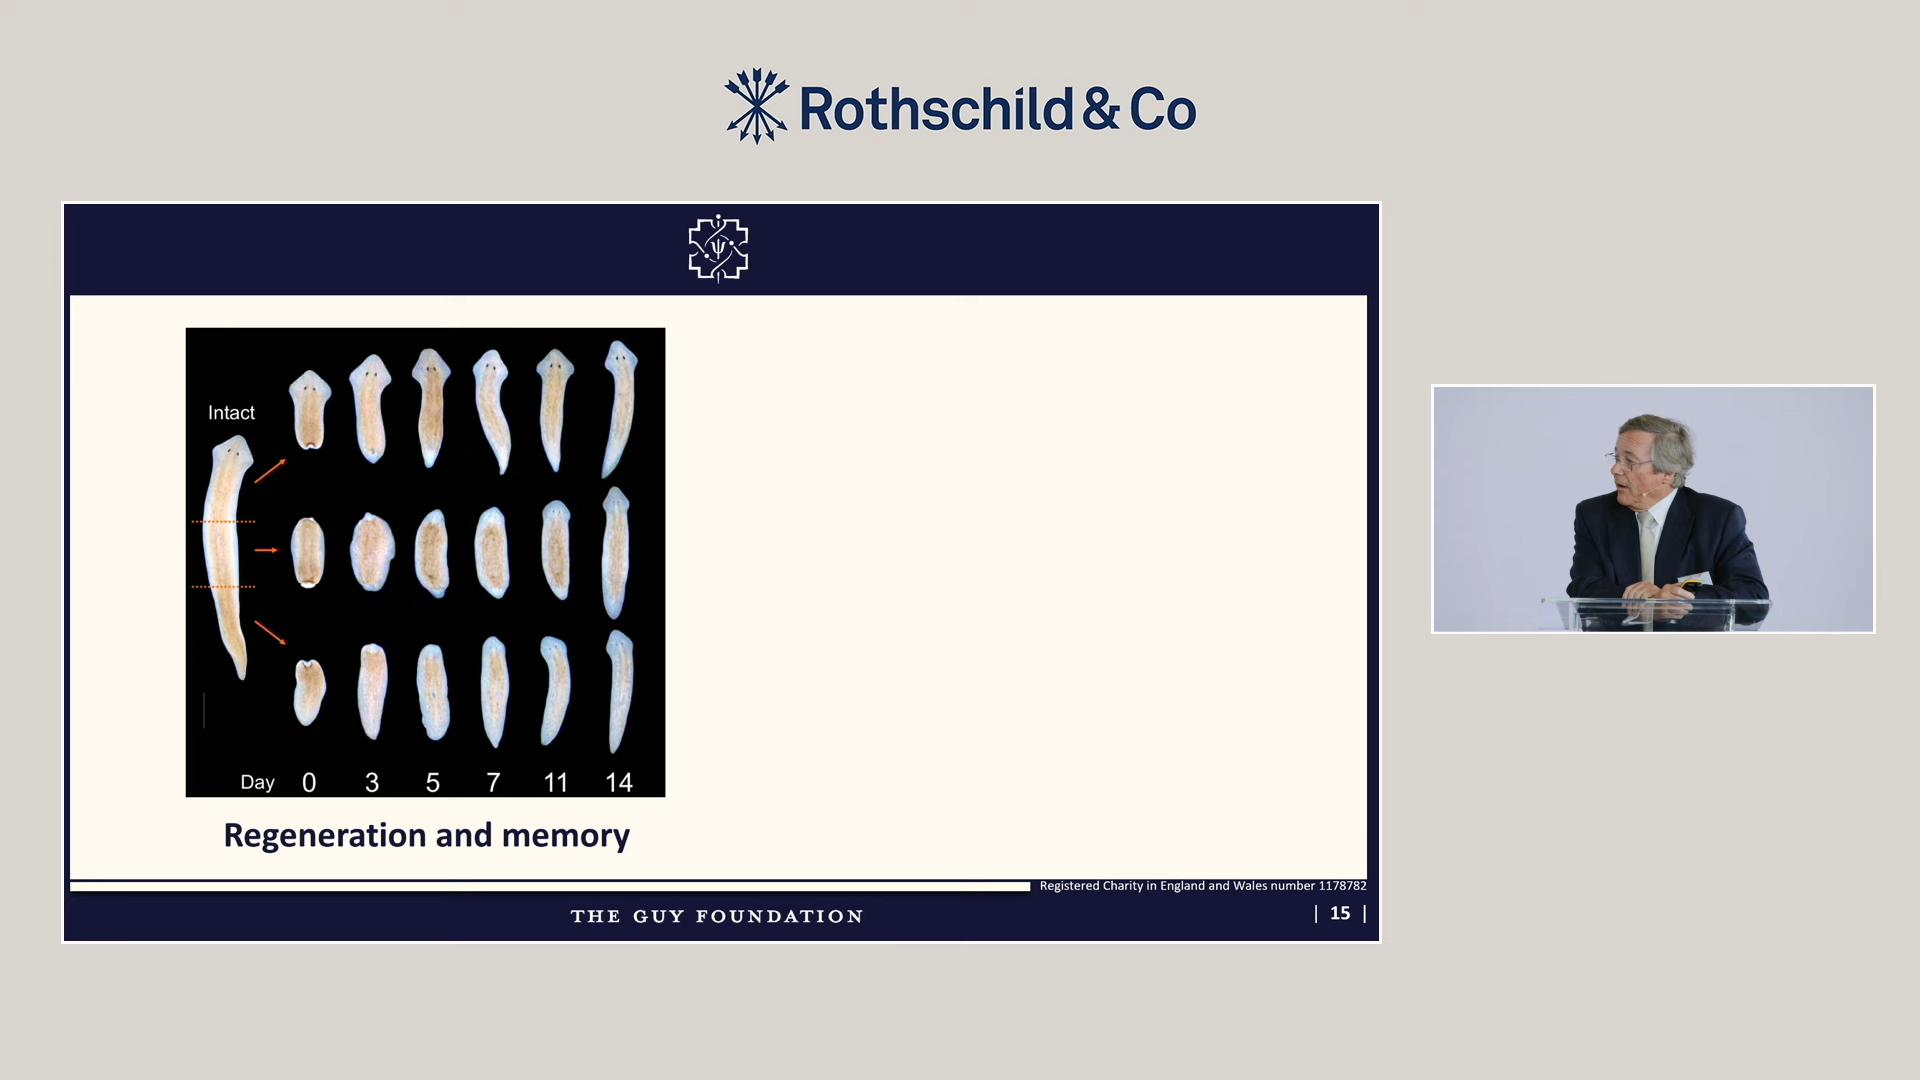 Rothschild & Co
Intact
Day 0 3 5 7 11 14
Regeneration and memory
Registered Charity in England and Wales number 1178782
THE GUY FOUNDATION
| 15 |